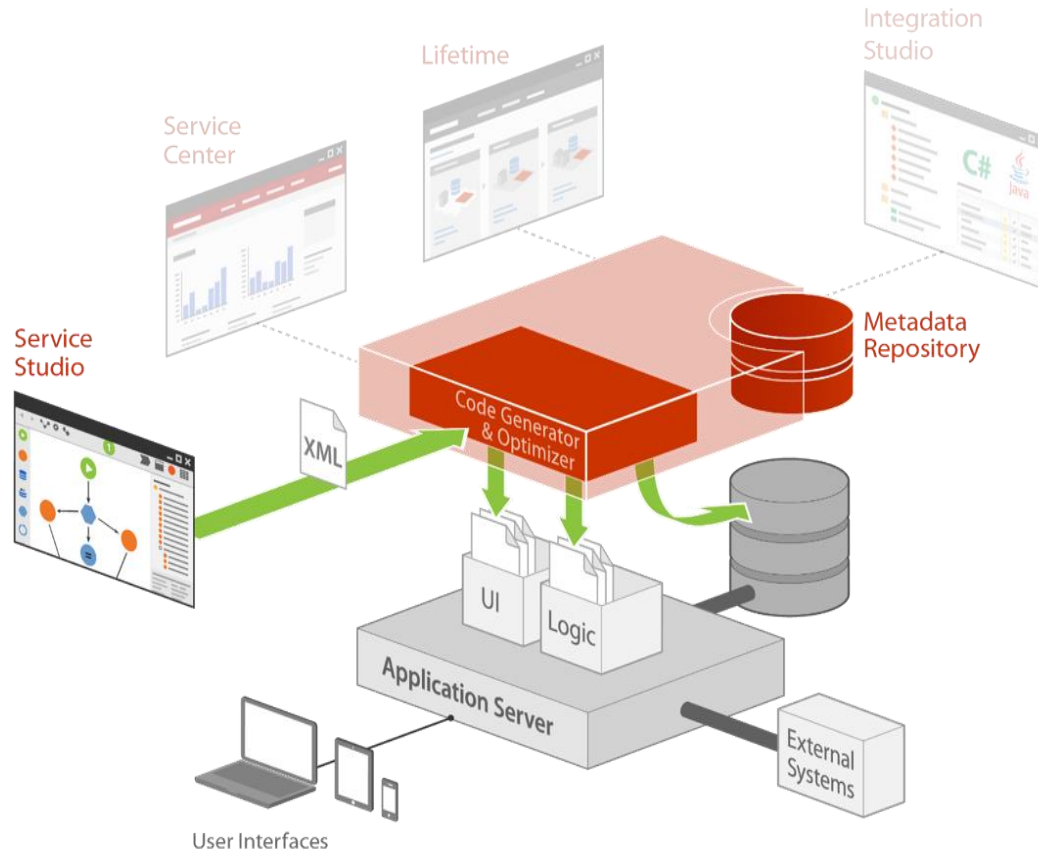 Integration
Studio
Lifetime
Service
Center
C#
Java
Metadata
Repository
Service
Studio
1
Code Generator
& Optimizer
XML
=
UI
Logic
Application Server
External
Systems
User Interfaces